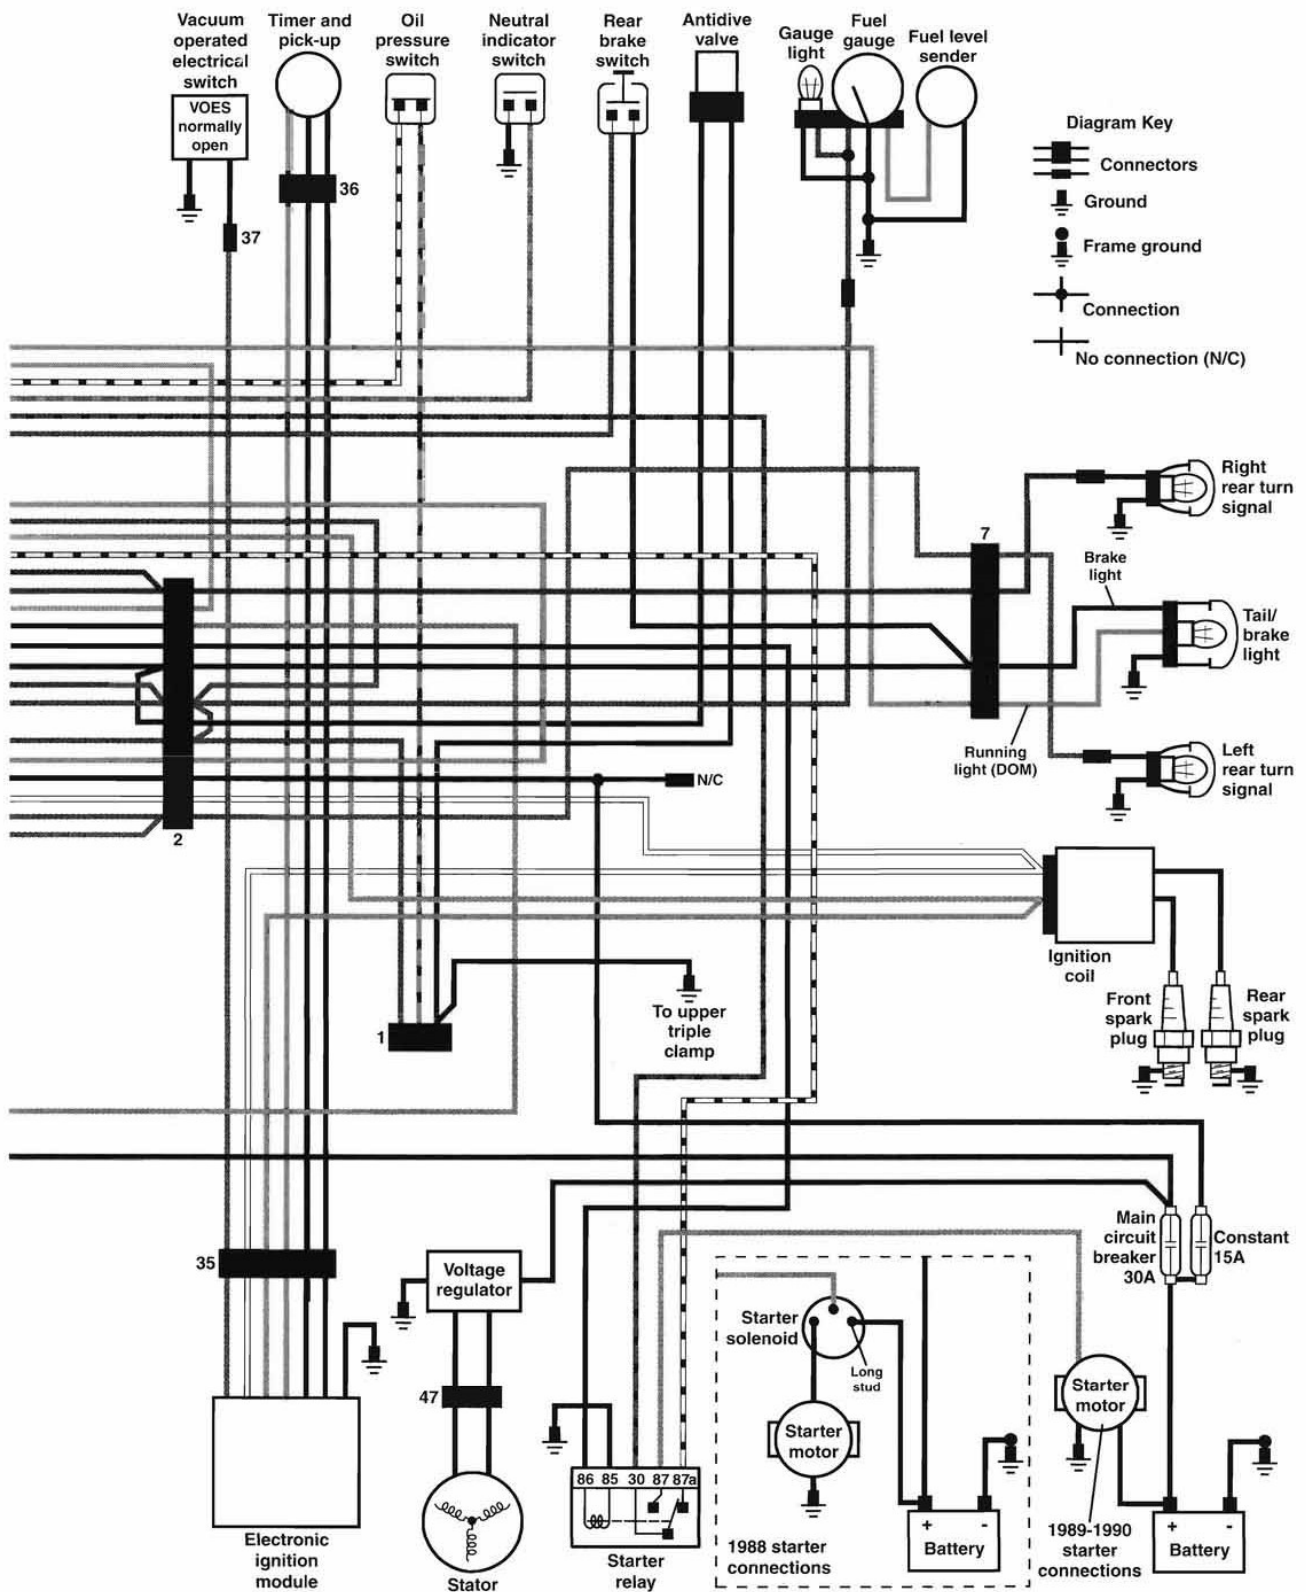 Vacuum
operated
electrical
switch
VOES
normally
open
Timer and
pick-up
Oil
pressure
switch
Neutral
indicator
switch
Rear
brake
switch
Antidive
valve
Gauge
light
Fuel
gauge
Fuel level
sender
Diagram Key
Connectors
Ground
Frame ground
Connection
No connection (N/C)
36
37
Right
rear turn
signal
7
Brake
light
Tail/
brake
light
Running
light (DOM)
Left
rear turn
signal
N/C
2
Ignition
coil
Front
spark
plug
Rear
spark
plug
To upper
triple
clamp
1
Main
circuit
breaker
30A
Constant
15A
35
Voltage
regulator
47
Starter
solenoid
Long
stud
Starter
motor
Starter
motor
86 85 30 87 87a
Electronic
ignition
module
Stator
Starter
relay
1988 starter
connections
+ -
Battery
1989-1990
starter
connections
+ -
Battery